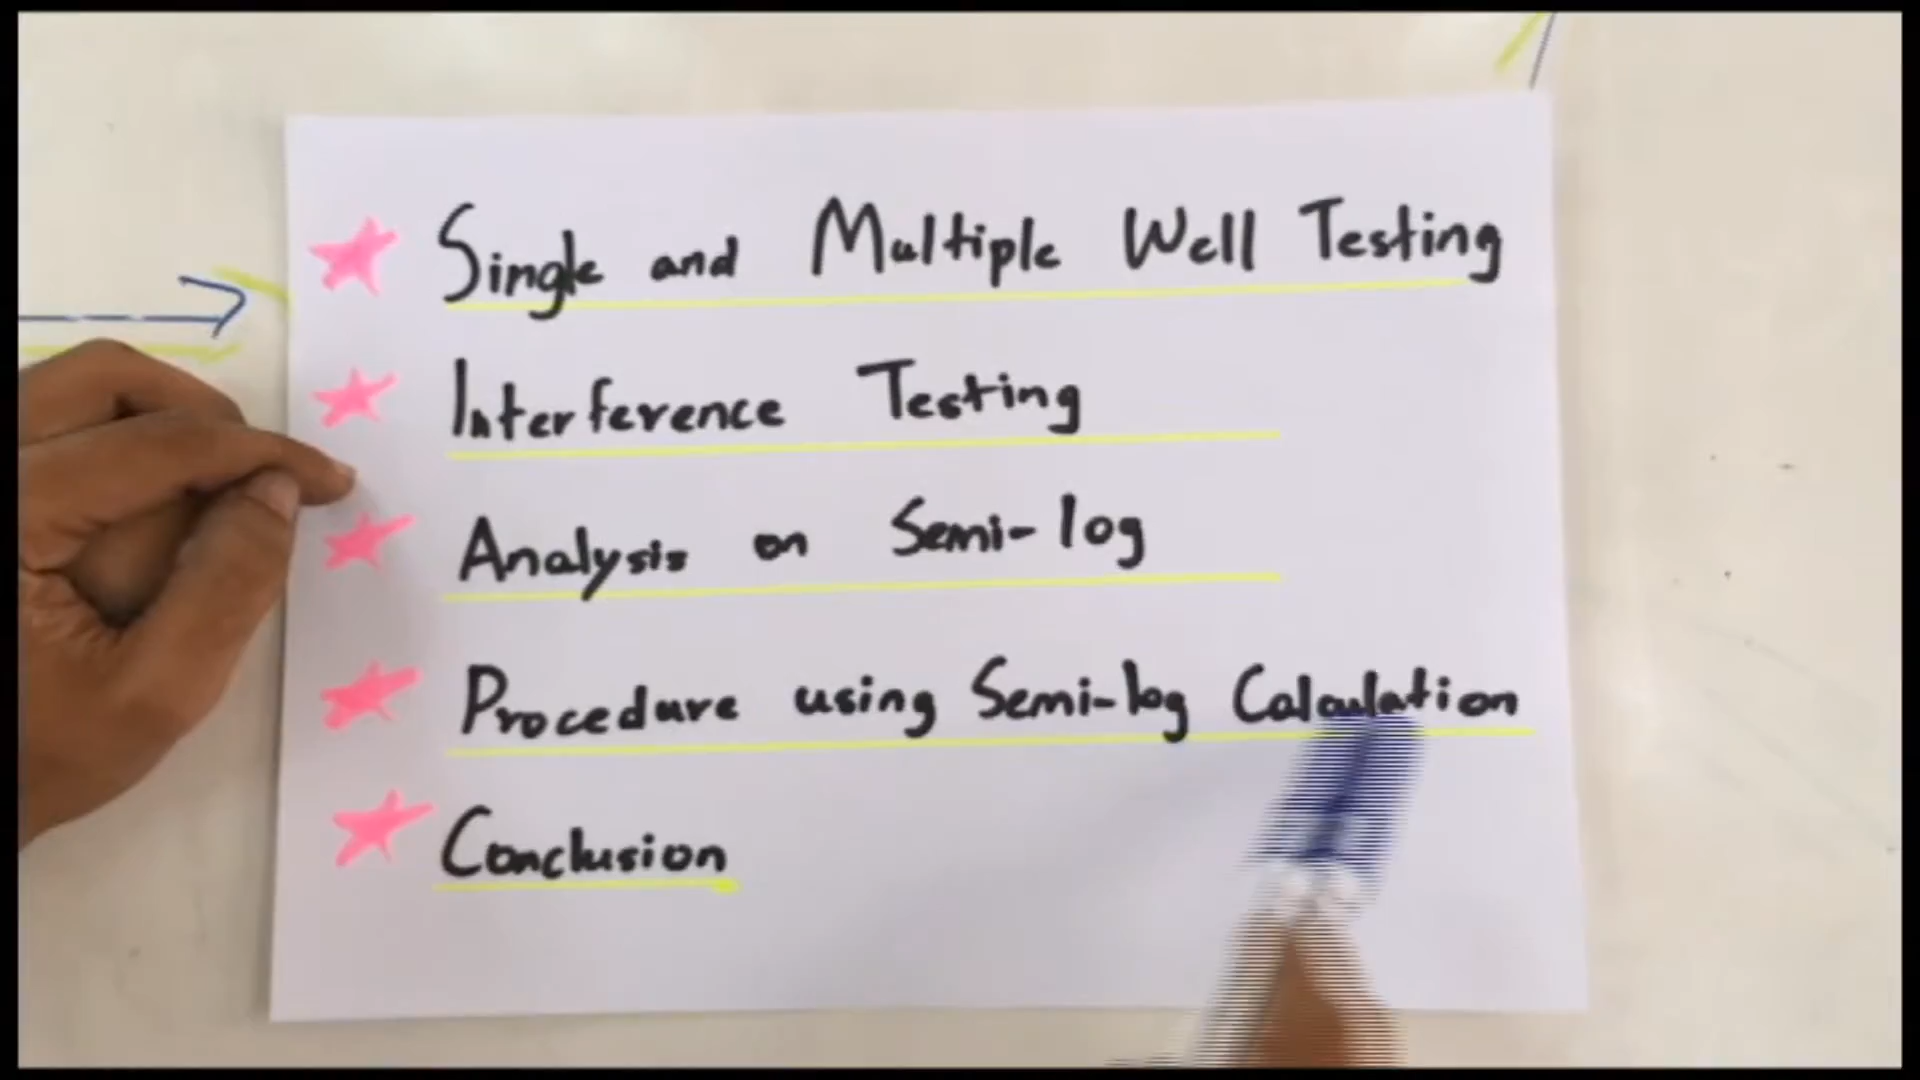 Single and Multiple Well Testing
Interference Testing
Analysis on Semi-log
Procedure using Semi-log Calculation
Conclusion